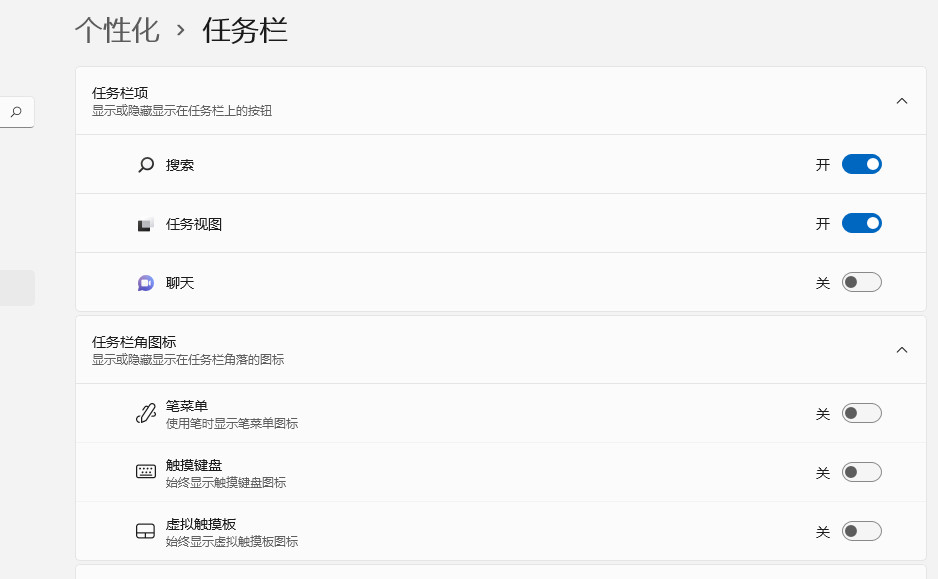 个性化 › 任务栏
任务栏项
显示或隐藏显示在任务栏上的按钮
搜索 开
任务视图 开
聊天 关
任务栏角图标
显示或隐藏显示在任务栏角落的图标
笔菜单
使用笔时显示笔菜单图标
关
触摸键盘
始终显示触摸键盘图标
关
虚拟触摸板
始终显示虚拟触摸板图标
关